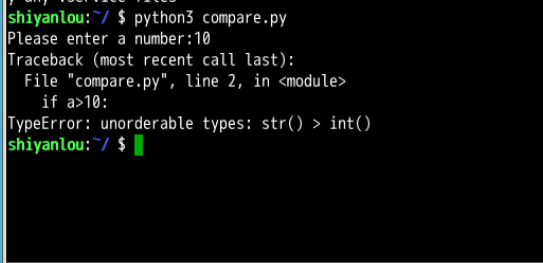 shiyanlou:~/ $ python3 compare.py
Please enter a number:10
Traceback (most recent call last):
  File "compare.py", line 2, in <module>
    if a>10:
TypeError: unorderable types: str() > int()
shiyanlou:~/ $